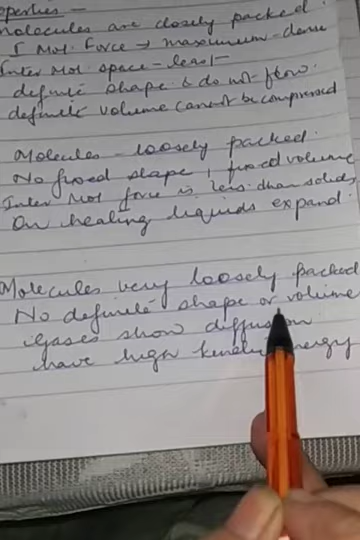 operties -
Molecules are closely packed.
I Mol. Force → maximum - dense
Inter Mol. space - least
definite shape & do not flow.
definite volume cannot be compressed
Molecules - loosely packed.
No fixed shape, fixed volume
Inter Mol force is less than solids
On heating liquids expand.
Molecules very loosely packed
No definite shape or volume
Gases show diffusion
have high kinetic energy